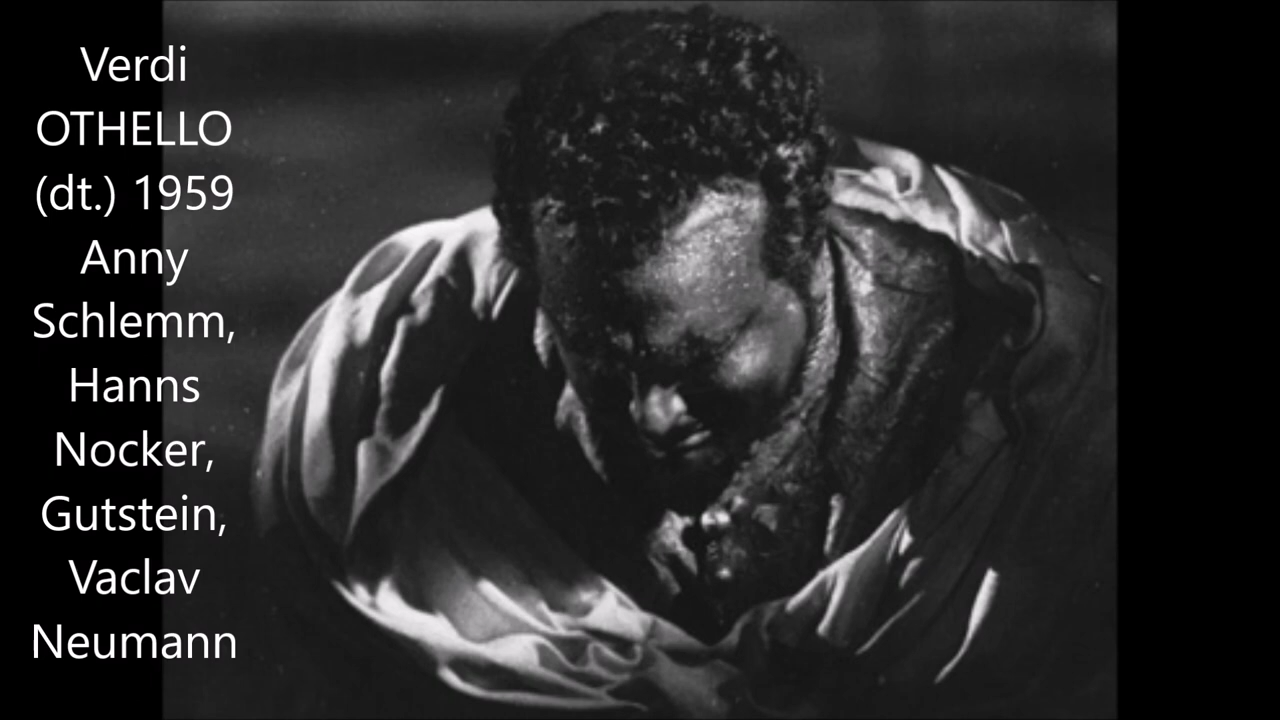 Verdi
OTHELLO
(dt.) 1959
Anny
Schlemm,
Hanns
Nocker,
Gutstein,
Vaclav
Neumann